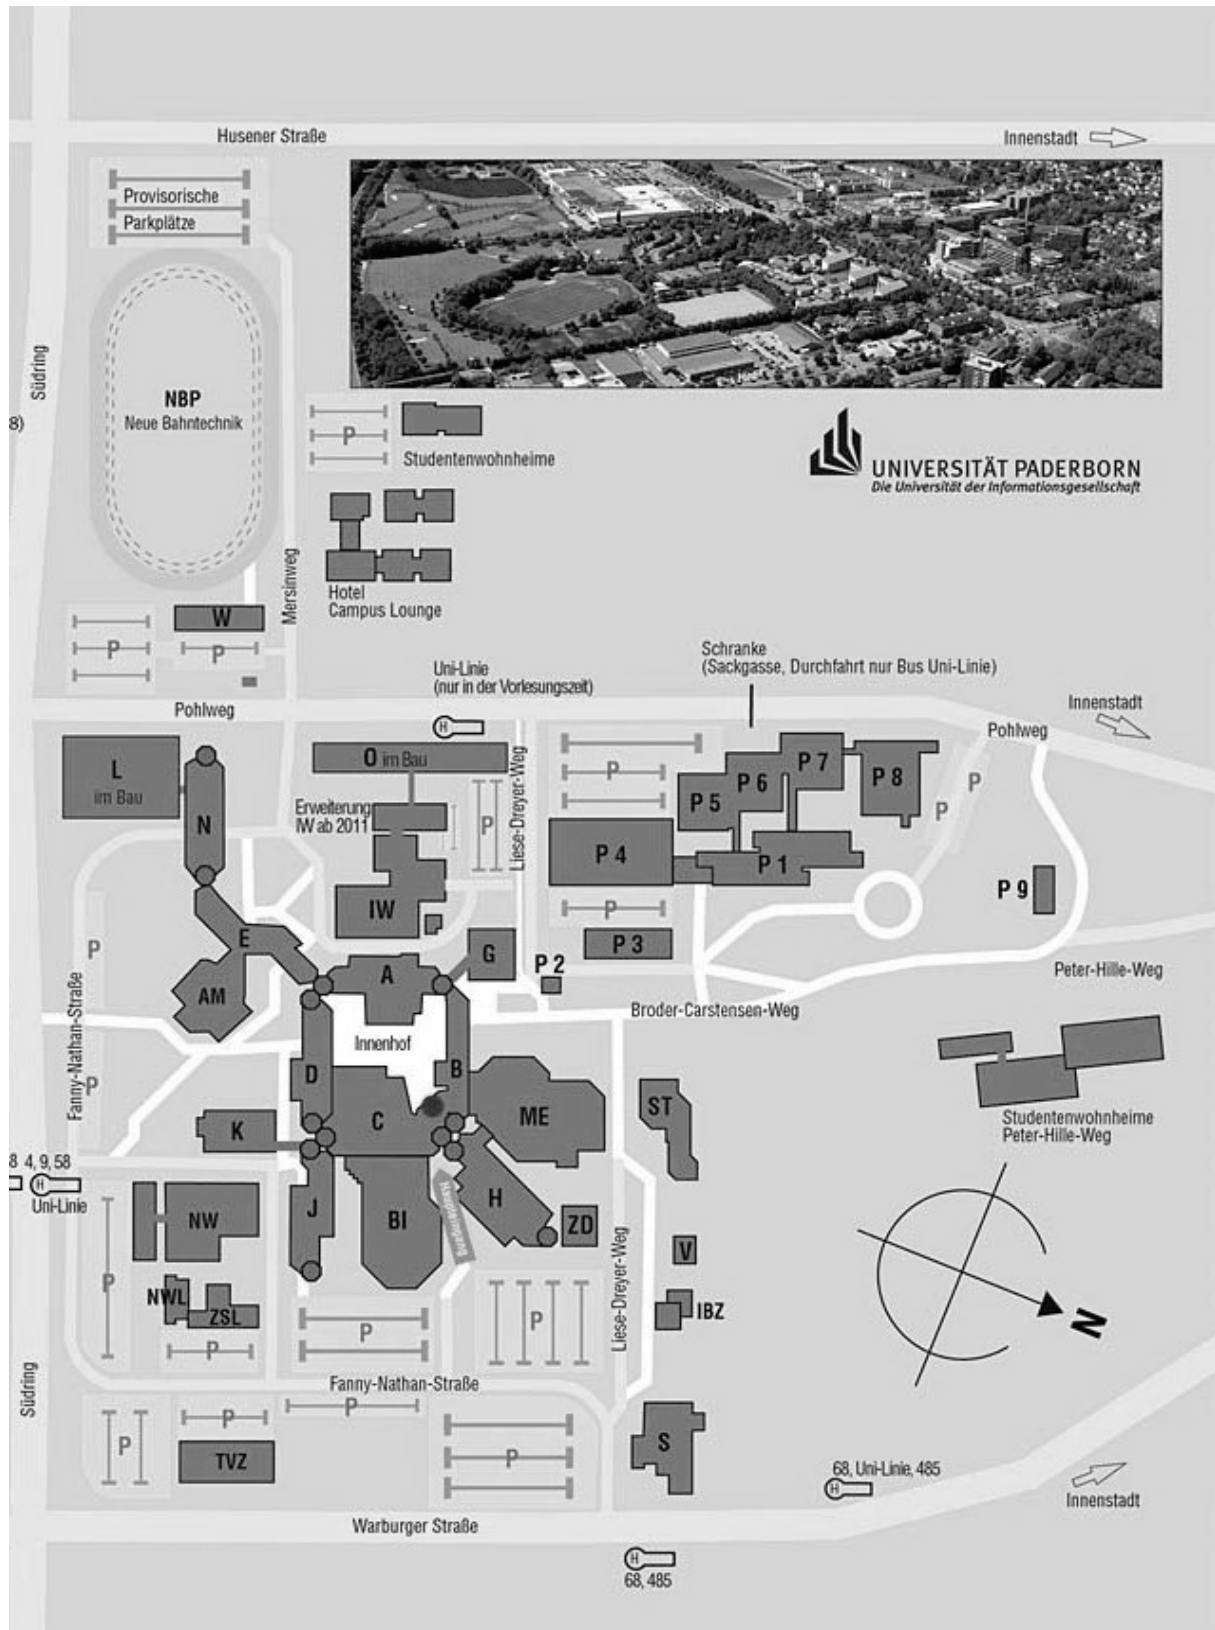 Husener Straße
Innenstadt
Provisorische
Parkplätze
Südring
NBP
Neue Bahntechnik
8)
P
Studentenwohnheime
UNIVERSITÄT PADERBORN
Die Universität der Informationsgesellschaft
Mersinweg
Hotel
Campus Lounge
W
P
P
Schranke
(Sackgasse, Durchfahrt nur Bus Uni-Linie)
Uni-Linie
(nur in der Vorlesungszeit)
H
Innenstadt
Pohlweg
Pohlweg
L
im Bau
O im Bau
Liese-Dreyer-Weg
P
P 7
P 6
P 8
P 5
P
P
N
Erweiterung
IW ab 2011
P
P 4
P 1
P 9
IW
P
P 3
E
P
G
P 2
A
AM
Peter-Hille-Weg
Broder-Carstensen-Weg
Innenhof
Fanny-Nathan-Straße
P
D
B
C
ME
ST
K
Studentenwohnheime
Peter-Hille-Weg
8 4, 9, 58
H
Uni-Linie
NW
J
BI
H
Haupteingang
ZD
V
Liese-Dreyer-Weg
P
NWL
ZSL
IBZ
P
P
P
N
Südring
Fanny-Nathan-Straße
P
P
P
TVZ
P
S
68, Uni-Linie, 485
H
Innenstadt
Warburger Straße
H
68, 485